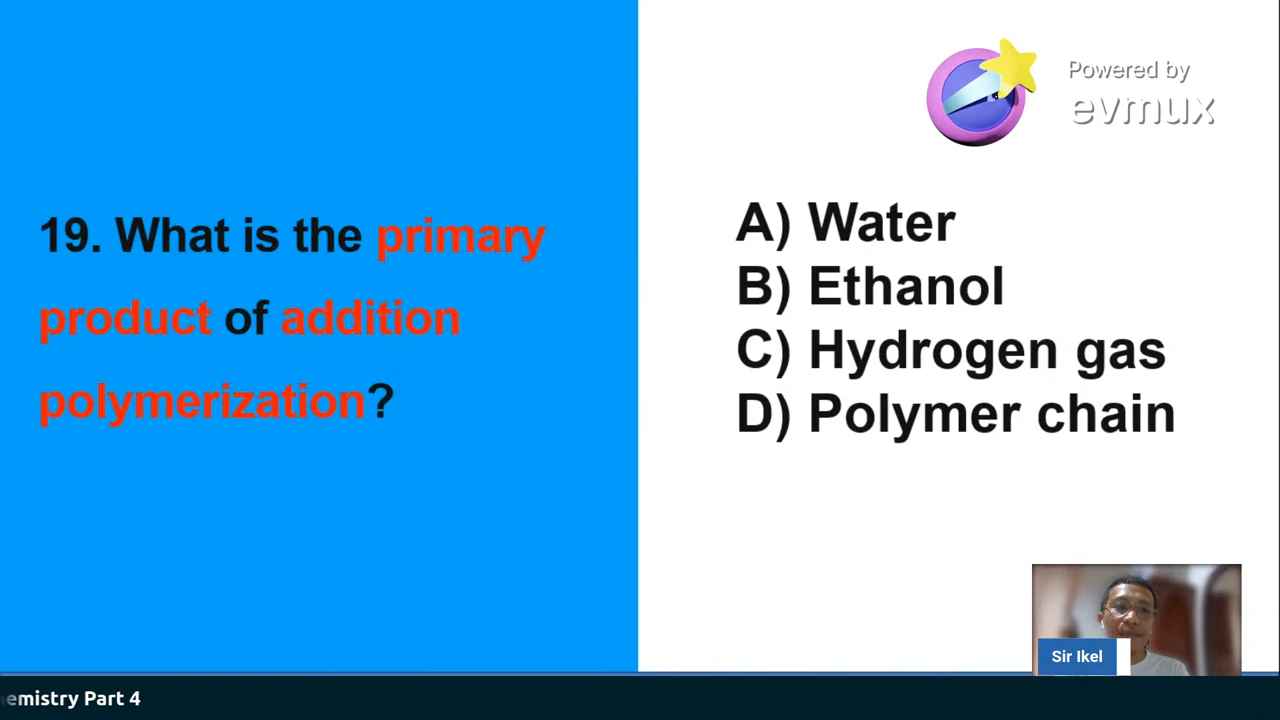 19. What is the primary
product of addition
polymerization?
Powered by
evmux
A) Water
B) Ethanol
C) Hydrogen gas
D) Polymer chain
Sir Ikel
emistry Part 4